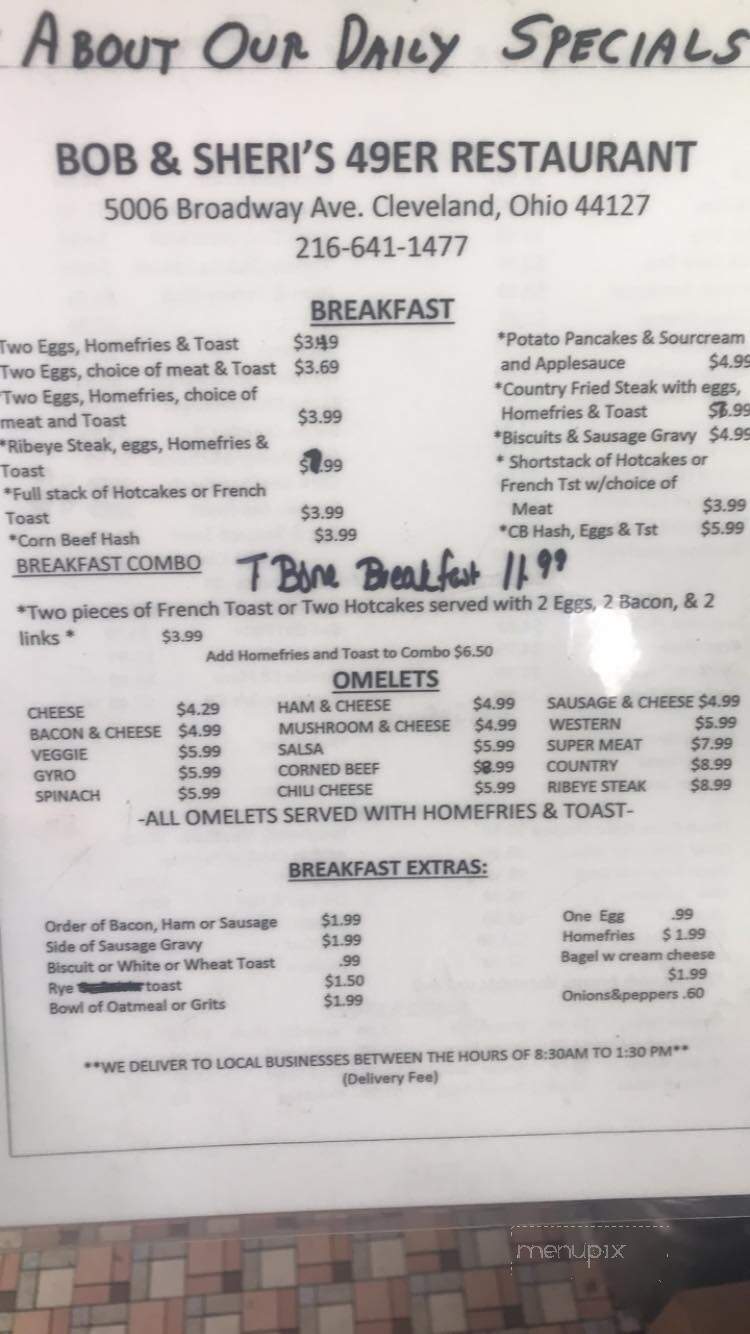 ABOUT OUR DAILY SPECIALS
BOB & SHERI'S 49ER RESTAURANT
5006 Broadway Ave. Cleveland, Ohio 44127
216-641-1477
BREAKFAST
Two Eggs, Homefries & Toast $3.49
Two Eggs, choice of meat & Toast $3.69
*Two Eggs, Homefries, choice of
meat and Toast $3.99
*Ribeye Steak, eggs, Homefries &
Toast .99
*Full stack of Hotcakes or French
Toast $3.99
*Corn Beef Hash $3.99
*Potato Pancakes & Sourcream
and Applesauce $4.99
*Country Fried Steak with eggs,
Homefries & Toast .99
*Biscuits & Sausage Gravy $4.99
* Shortstack of Hotcakes or
French Tst w/choice of
Meat $3.99
*CB Hash, Eggs & Tst $5.99
BREAKFAST COMBO T Bone Breakfast 11.99
*Two pieces of French Toast or Two Hotcakes served with 2 Eggs, 2 Bacon, & 2
links * $3.99
Add Homefries and Toast to Combo $6.50
OMELETS
CHEESE $4.29 HAM & CHEESE $4.99 SAUSAGE & CHEESE $4.99
BACON & CHEESE $4.99 MUSHROOM & CHEESE $4.99 WESTERN $5.99
VEGGIE $5.99 SALSA $5.99 SUPER MEAT $7.99
GYRO $5.99 CORNED BEEF $8.99 COUNTRY $8.99
SPINACH $5.99 CHILI CHEESE $5.99 RIBEYE STEAK $8.99
-ALL OMELETS SERVED WITH HOMEFRIES & TOAST-
BREAKFAST EXTRAS:
Order of Bacon, Ham or Sausage $1.99
Side of Sausage Gravy $1.99
Biscuit or White or Wheat Toast .99
Rye toast $1.50
Bowl of Oatmeal or Grits $1.99
One Egg .99
Homefries $ 1.99
Bagel w cream cheese
$1.99
Onions&peppers .60
**WE DELIVER TO LOCAL BUSINESSES BETWEEN THE HOURS OF 8:30AM TO 1:30 PM**
(Delivery Fee)
menupix